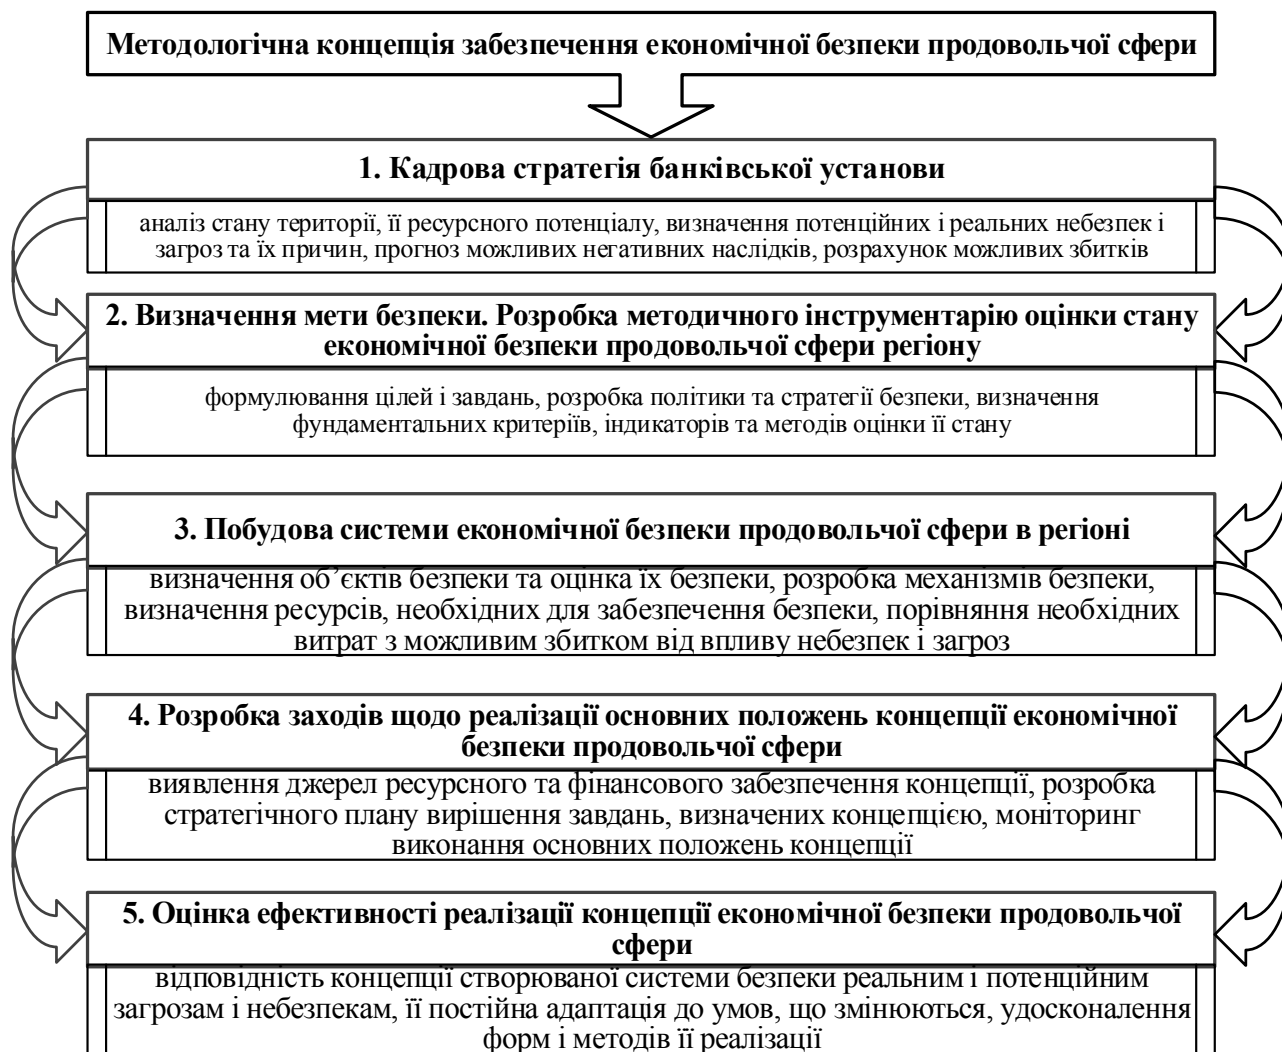 Методологічна концепція забезпечення економічної безпеки продовольчої сфери
1. Кадрова стратегія банківської установи
аналіз стану території, її ресурсного потенціалу, визначення потенційних і реальних небезпек і
загроз та їх причин, прогноз можливих негативних наслідків, розрахунок можливих збитків
2. Визначення мети безпеки. Розробка методичного інструментарію оцінки стану
економічної безпеки продовольчої сфери регіону
формулювання цілей і завдань, розробка політики та стратегії безпеки, визначення
фундаментальних критеріїв, індикаторів та методів оцінки її стану
3. Побудова системи економічної безпеки продовольчої сфери в регіоні
визначення об’єктів безпеки та оцінка їх безпеки, розробка механізмів безпеки,
визначення ресурсів, необхідних для забезпечення безпеки, порівняння необхідних
витрат з можливим збитком від впливу небезпек і загроз
4. Розробка заходів щодо реалізації основних положень концепції економічної
безпеки продовольчої сфери
виявлення джерел ресурсного та фінансового забезпечення концепції, розробка
стратегічного плану вирішення завдань, визначених концепцією, моніторинг
виконання основних положень концепції
5. Оцінка ефективності реалізації концепції економічної безпеки продовольчої
сфери
відповідність концепції створюваної системи безпеки реальним і потенційним
загрозам і небезпекам, її постійна адаптація до умов, що змінюються, удосконалення
форм і методів її реалізації